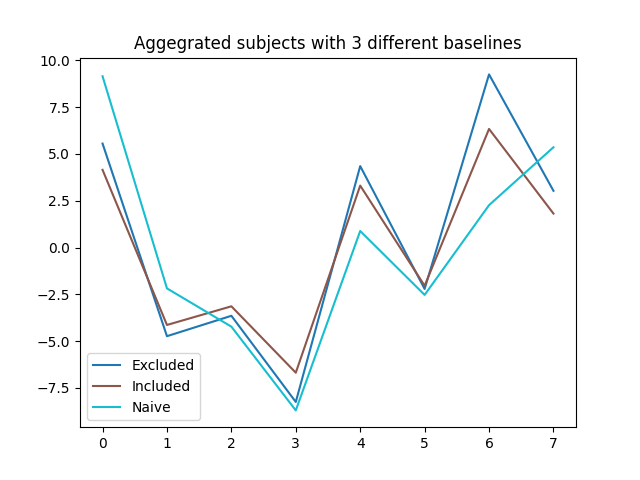 Aggegrated subjects with 3 different baselines
10.0
7.5
5.0
2.5
0.0
−2.5
−5.0
−7.5
Excluded
Included
Naive
0 1 2 3 4 5 6 7